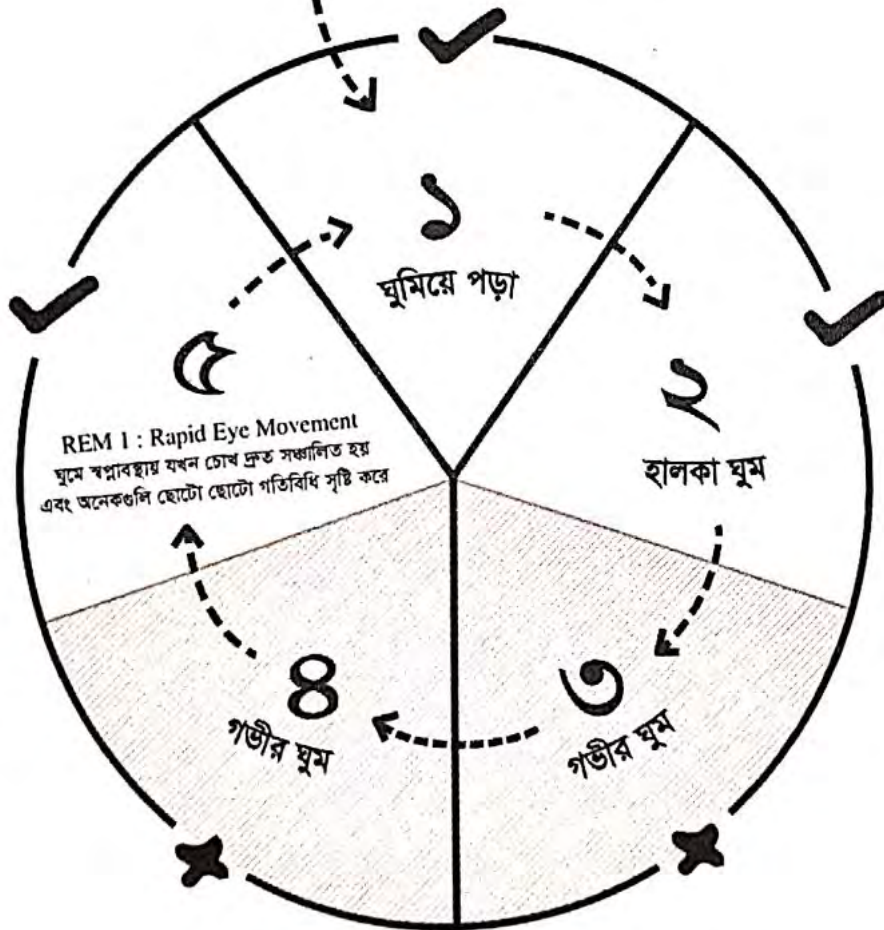 ১
ঘুমিয়ে পড়া
২
হালকা ঘুম
৩
গভীর ঘুম
৪
গভীর ঘুম
৫
REM 1 : Rapid Eye Movement
ঘুমে স্বপ্নাবস্থায় যখন চোখ দ্রুত সঞ্চালিত হয়
এবং অনেকগুলি ছোটো ছোটো গতিবিধি সৃষ্টি করে